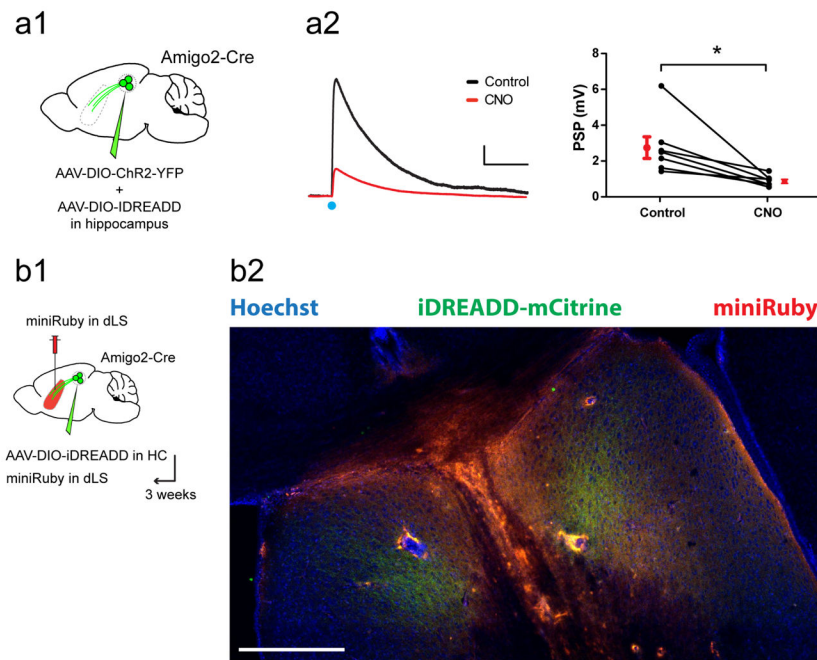 a1
Amigo2-Cre
AAV-DIO-ChR2-YFP
+
AAV-DIO-IDREADD
in hippocampus
a2
Control
CNO
*
PSP (mV)
8
6
4
2
0
Control
CNO
b1
miniRuby in dLS
Amigo2-Cre
AAV-DIO-iDREADD in HC
miniRuby in dLS
3 weeks
b2
Hoechst iDREADD-mCitrine miniRuby